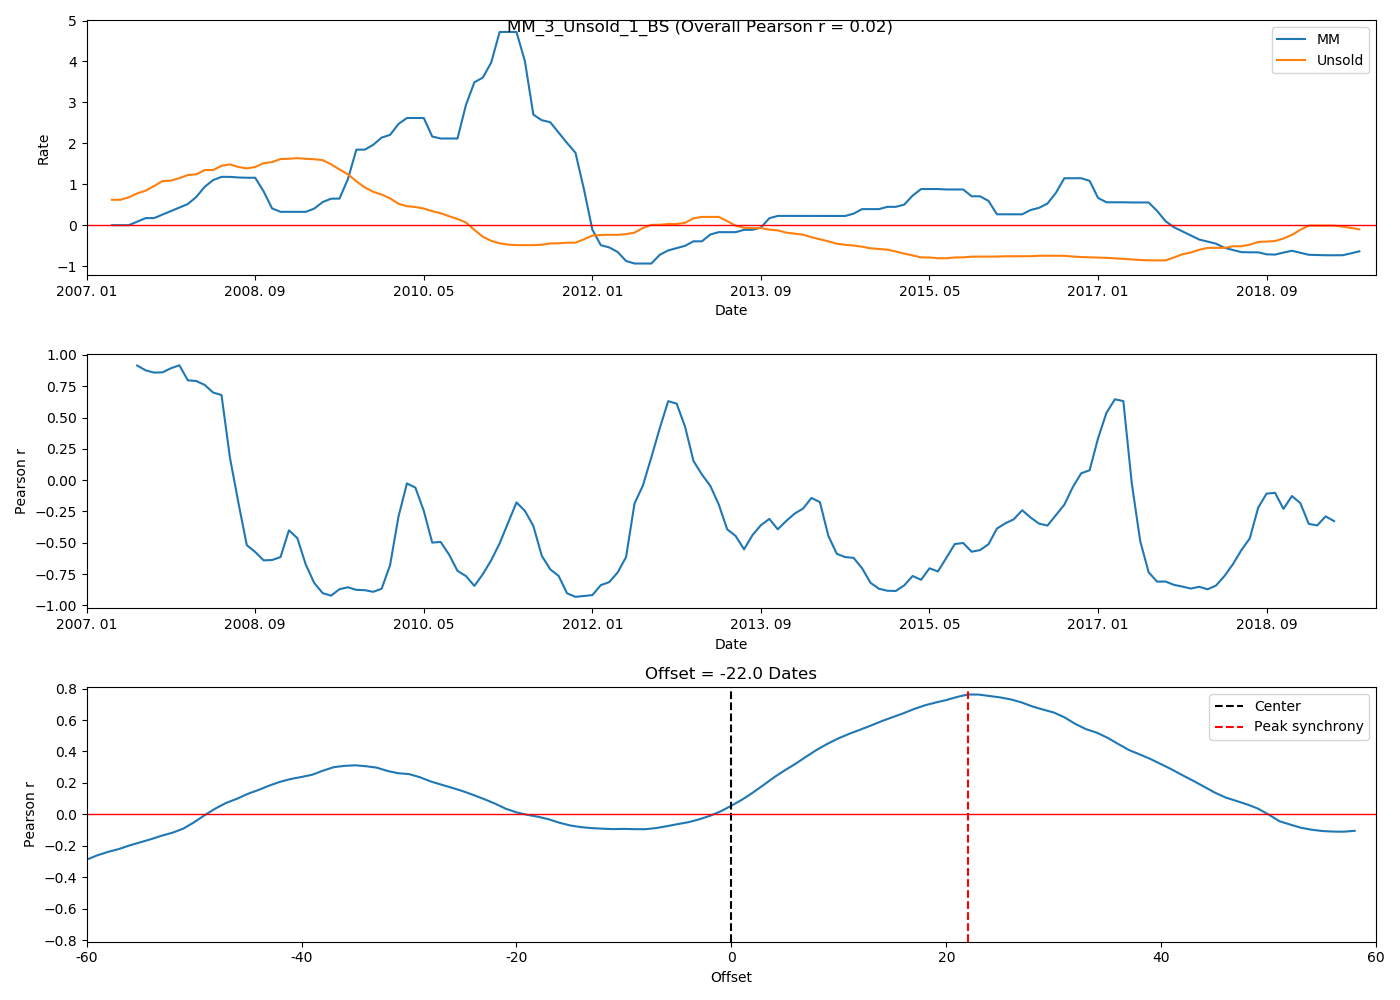 MM_3_Unsold_1_BS (Overall Pearson r = 0.02)
5
4
3
2
1
0
−1
Rate
MM
Unsold
2007. 01 2008. 09 2010. 05 2012. 01 2013. 09 2015. 05 2017. 01 2018. 09
Date
1.00
0.75
0.50
0.25
0.00
−0.25
−0.50
−0.75
−1.00
Pearson r
2007. 01 2008. 09 2010. 05 2012. 01 2013. 09 2015. 05 2017. 01 2018. 09
Date
Offset = -22.0 Dates
0.8
0.6
0.4
0.2
0.0
−0.2
−0.4
−0.6
−0.8
Pearson r
Center
Peak synchrony
-60 -40 -20 0 20 40 60
Offset